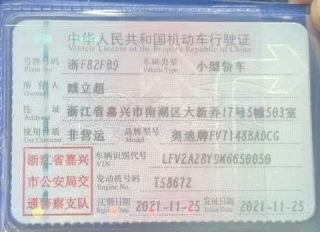 中华人民共和国机动车行驶证
Vehicle License of the People's Republic of China
号牌号码 浙F8ZFB9 车辆类型 小型轿车
Plate No. Vehicle Type
所有人 臧立超
Owner
住址 浙江省嘉兴市南湖区大新弄17号5幢503室
Address
使用性质 非营运 品牌型号 奥迪牌FV7148BADCG
Use Character Model
浙江省嘉兴
市公安局交
通警察支队
车辆识别代号 LFV2A28Y9M6650050
VIN
发动机号码 T58672
Engine No.
注册日期 2021-11-25 发证日期 2021-11-25
Register Date Issue Date